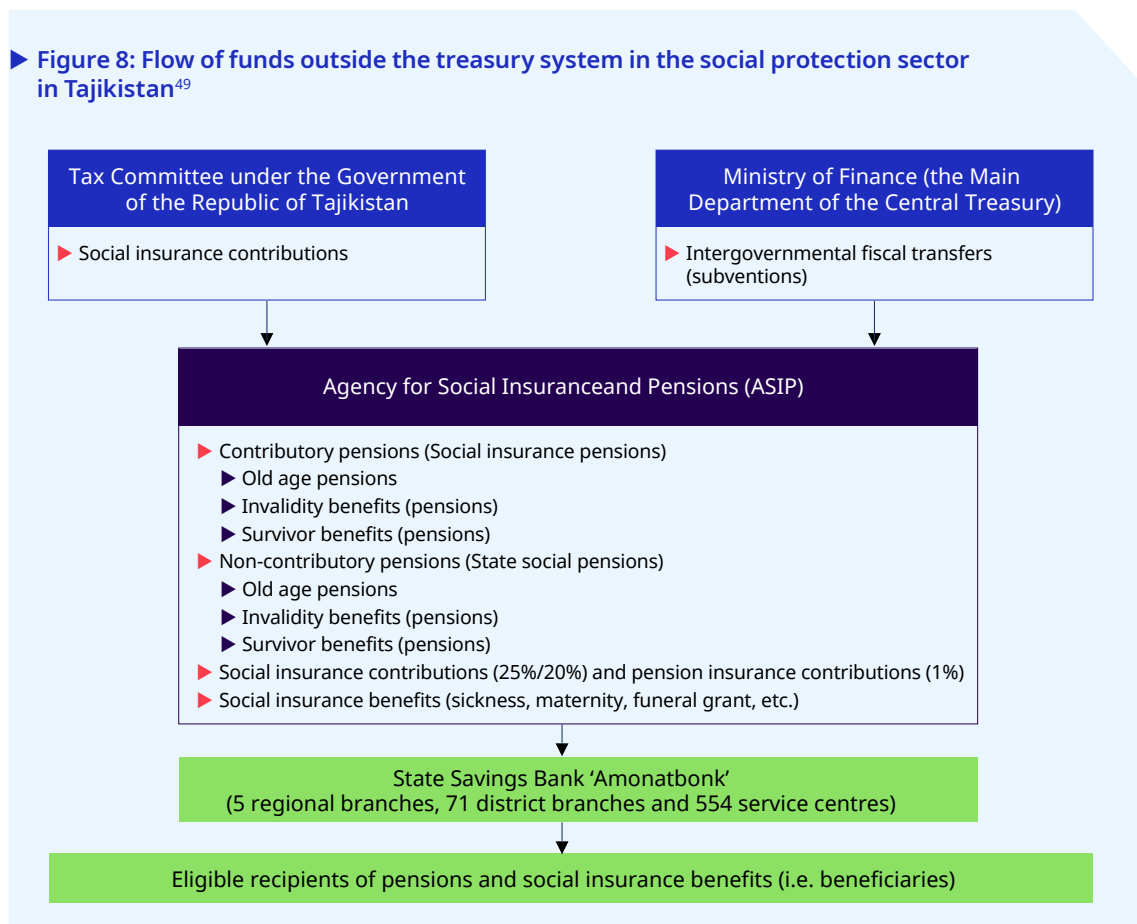 Figure 8: Flow of funds outside the treasury system in the social protection sector
in Tajikistan49
Tax Committee under the Government
of the Republic of Tajikistan
Social insurance contributions
Ministry of Finance (the Main
Department of the Central Treasury)
Intergovernmental fiscal transfers
(subventions)
Agency for Social Insuranceand Pensions (ASIP)
Contributory pensions (Social insurance pensions)
Old age pensions
Invalidity benefits (pensions)
Survivor benefits (pensions)
Non-contributory pensions (State social pensions)
Old age pensions
Invalidity benefits (pensions)
Survivor benefits (pensions)
Social insurance contributions (25%/20%) and pension insurance contributions (1%)
Social insurance benefits (sickness, maternity, funeral grant, etc.)
State Savings Bank ‘Amonatbonk’
(5 regional branches, 71 district branches and 554 service centres)
Eligible recipients of pensions and social insurance benefits (i.e. beneficiaries)